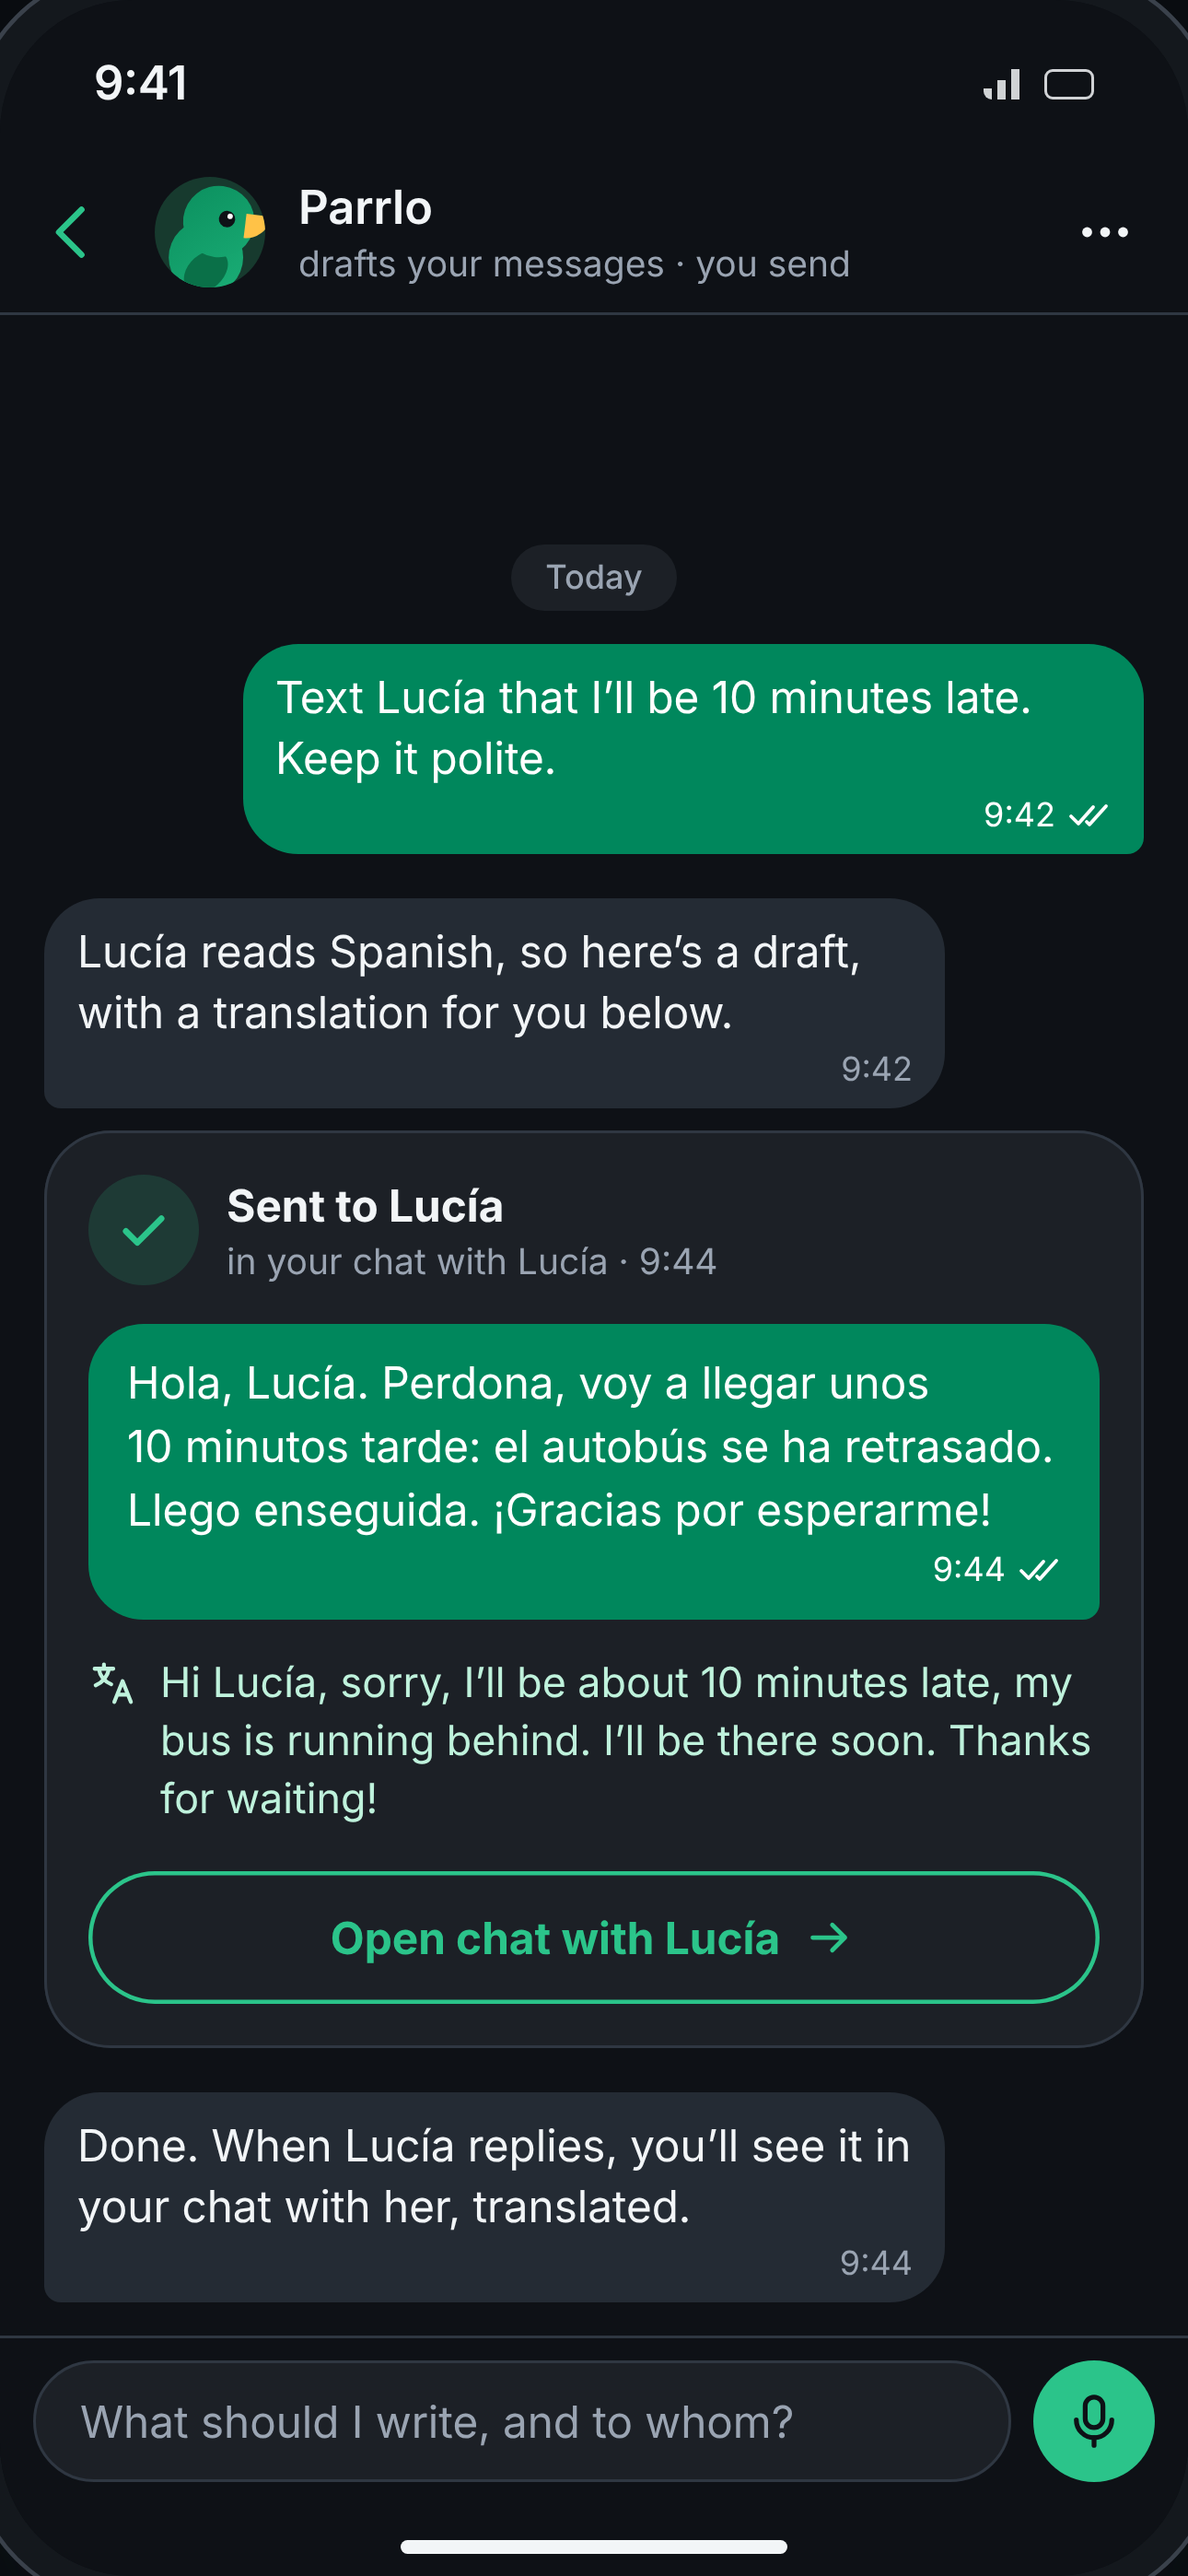 9:41
Parrlo
drafts your messages · you send
Today
Text Lucía that I’ll be 10 minutes late.
Keep it polite.
9:42
Lucía reads Spanish, so here’s a draft,
with a translation for you below.
9:42
Sent to Lucía
in your chat with Lucía · 9:44
Hola, Lucía. Perdona, voy a llegar unos
10 minutos tarde: el autobús se ha retrasado.
Llego enseguida. ¡Gracias por esperarme!
9:44
Hi Lucía, sorry, I’ll be about 10 minutes late, my
bus is running behind. I’ll be there soon. Thanks
for waiting!
Open chat with Lucía →
Done. When Lucía replies, you’ll see it in
your chat with her, translated.
9:44
What should I write, and to whom?